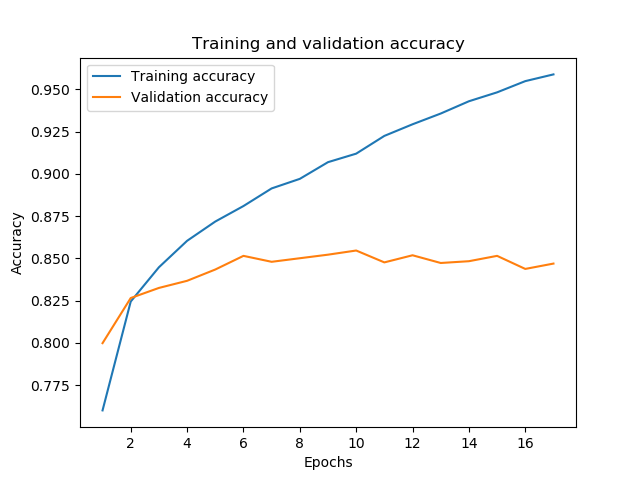 Training and validation accuracy
Training accuracy
Validation accuracy
0.950
0.925
0.900
0.875
0.850
0.825
0.800
0.775
Accuracy
2 4 6 8 10 12 14 16
Epochs